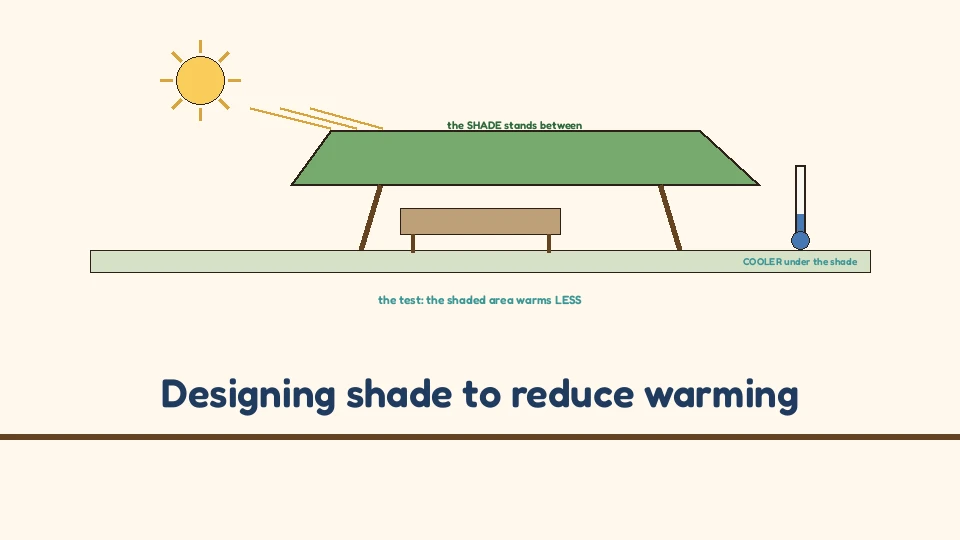 the SHADE stands between
COOLER under the shade
the test: the shaded area warms LESS
Designing shade to reduce warming